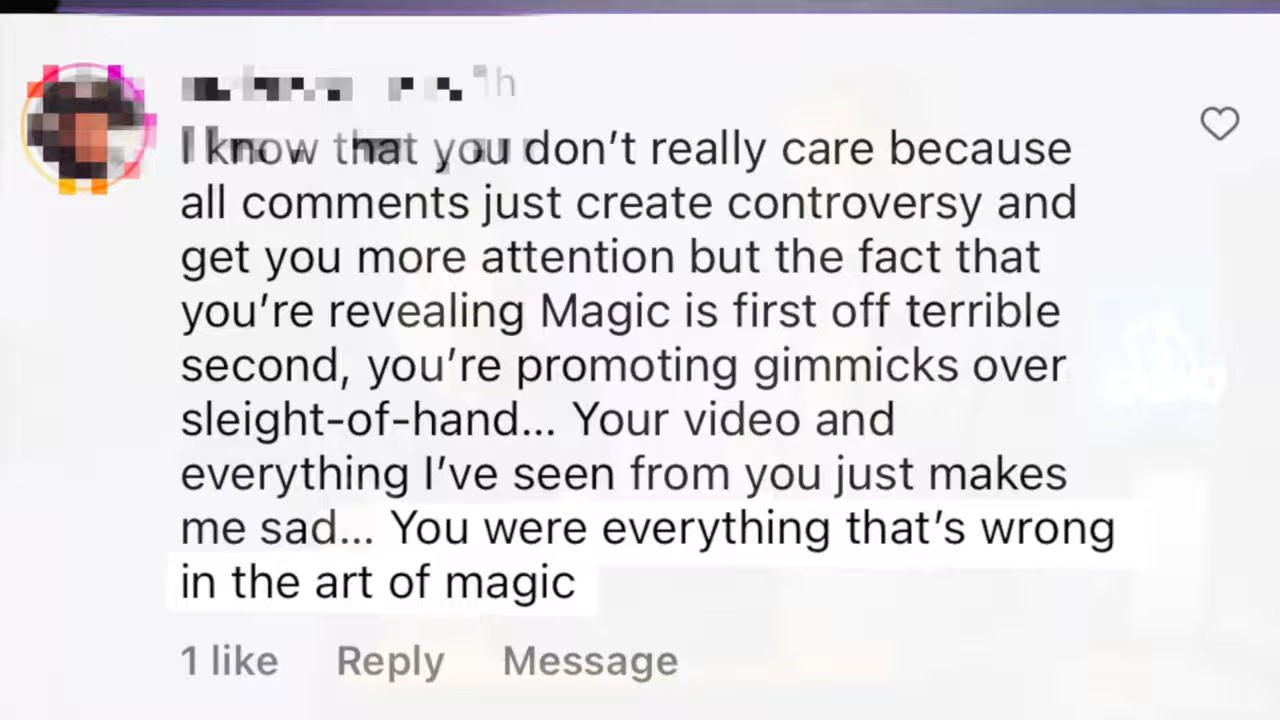 h
I know that you don’t really care because
all comments just create controversy and
get you more attention but the fact that
you’re revealing Magic is first off terrible
second, you’re promoting gimmicks over
sleight-of-hand... Your video and
everything I’ve seen from you just makes
me sad... You were everything that’s wrong
in the art of magic
1 like Reply Message